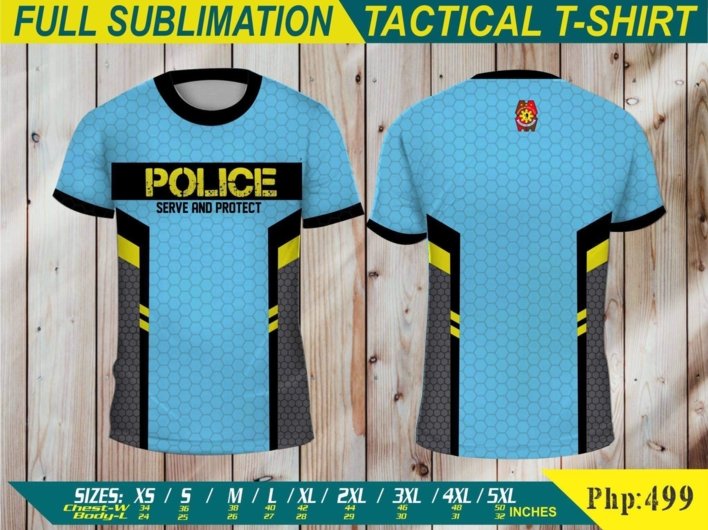 FULL SUBLIMATION TACTICAL T-SHIRT
POLICE
SERVE AND PROTECT
SIZES: XS / S / M / L / XL / 2XL / 3XL / 4XL / 5XL
Chest-W 34 36 38 40 42 44 46 48 50
Body-L 24 25 26 27 28 29 30 31 32 INCHES
Php:499